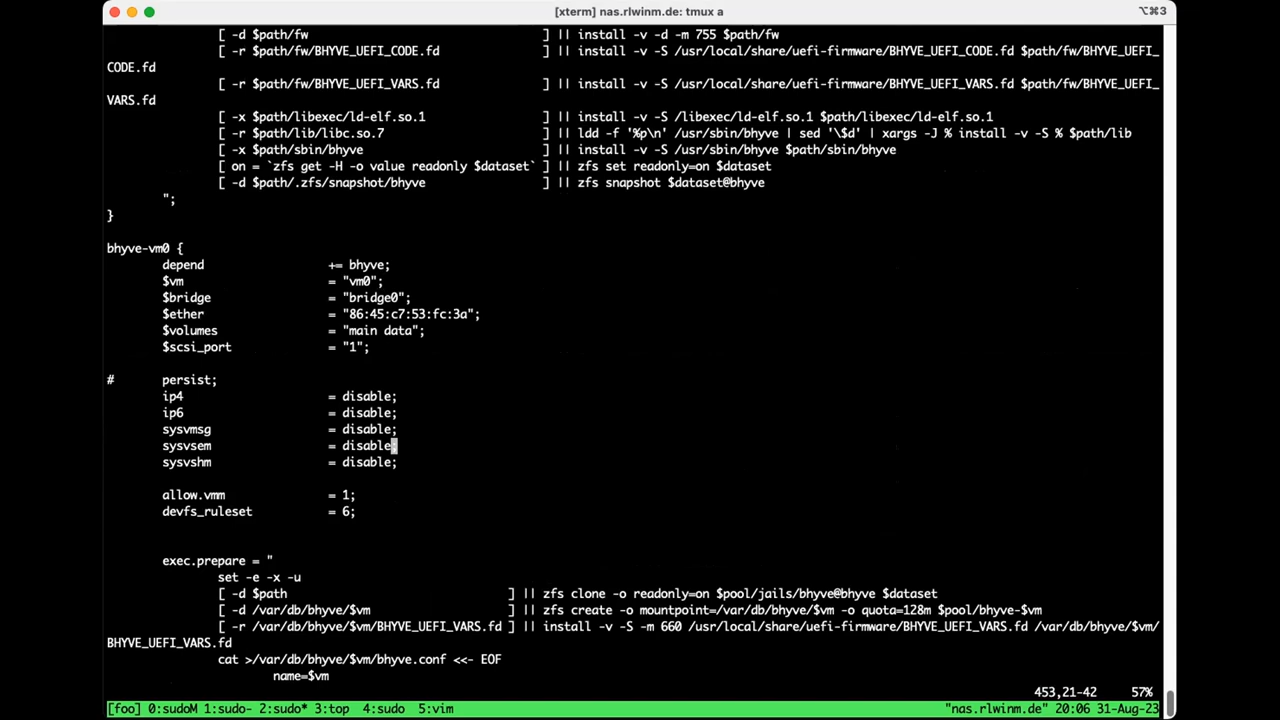 [xterm] nas.rlwinm.de: tmux a
⌥⌘3
[ -d $path/fw ] || install -v -d -m 755 $path/fw
[ -r $path/fw/BHYVE_UEFI_CODE.fd ] || install -v -S /usr/local/share/uefi-firmware/BHYVE_UEFI_CODE.fd $path/fw/BHYVE_UEFI_
CODE.fd
[ -r $path/fw/BHYVE_UEFI_VARS.fd ] || install -v -S /usr/local/share/uefi-firmware/BHYVE_UEFI_VARS.fd $path/fw/BHYVE_UEFI_
VARS.fd
[ -x $path/libexec/ld-elf.so.1 ] || install -v -S /libexec/ld-elf.so.1 $path/libexec/ld-elf.so.1
[ -r $path/lib/libc.so.7 ] || ldd -f '%p\n' /usr/sbin/bhyve | sed '\$d' | xargs -J % install -v -S % $path/lib
[ -x $path/sbin/bhyve ] || install -v -S /usr/sbin/bhyve $path/sbin/bhyve
[ on = `zfs get -H -o value readonly $dataset` ] || zfs set readonly=on $dataset
[ -d $path/.zfs/snapshot/bhyve ] || zfs snapshot $dataset@bhyve
";
}
bhyve-vm0 {
depend += bhyve;
$vm = "vm0";
$bridge = "bridge0";
$ether = "86:45:c7:53:fc:3a";
$volumes = "main data";
$scsi_port = "1";
# persist;
ip4 = disable;
ip6 = disable;
sysvmsg = disable;
sysvsem = disable;
sysvshm = disable;
allow.vmm = 1;
devfs_ruleset = 6;
exec.prepare = "
set -e -x -u
[ -d $path ] || zfs clone -o readonly=on $pool/jails/bhyve@bhyve $dataset
[ -d /var/db/bhyve/$vm ] || zfs create -o mountpoint=/var/db/bhyve/$vm -o quota=128m $pool/bhyve-$vm
[ -r /var/db/bhyve/$vm/BHYVE_UEFI_VARS.fd ] || install -v -S -m 660 /usr/local/share/uefi-firmware/BHYVE_UEFI_VARS.fd /var/db/bhyve/$vm/
BHYVE_UEFI_VARS.fd
cat >/var/db/bhyve/$vm/bhyve.conf <<- EOF
name=$vm
453,21-42 57%
[foo] 0:sudoM 1:sudo- 2:sudo* 3:top 4:sudo 5:vim "nas.rlwinm.de" 20:06 31-Aug-23